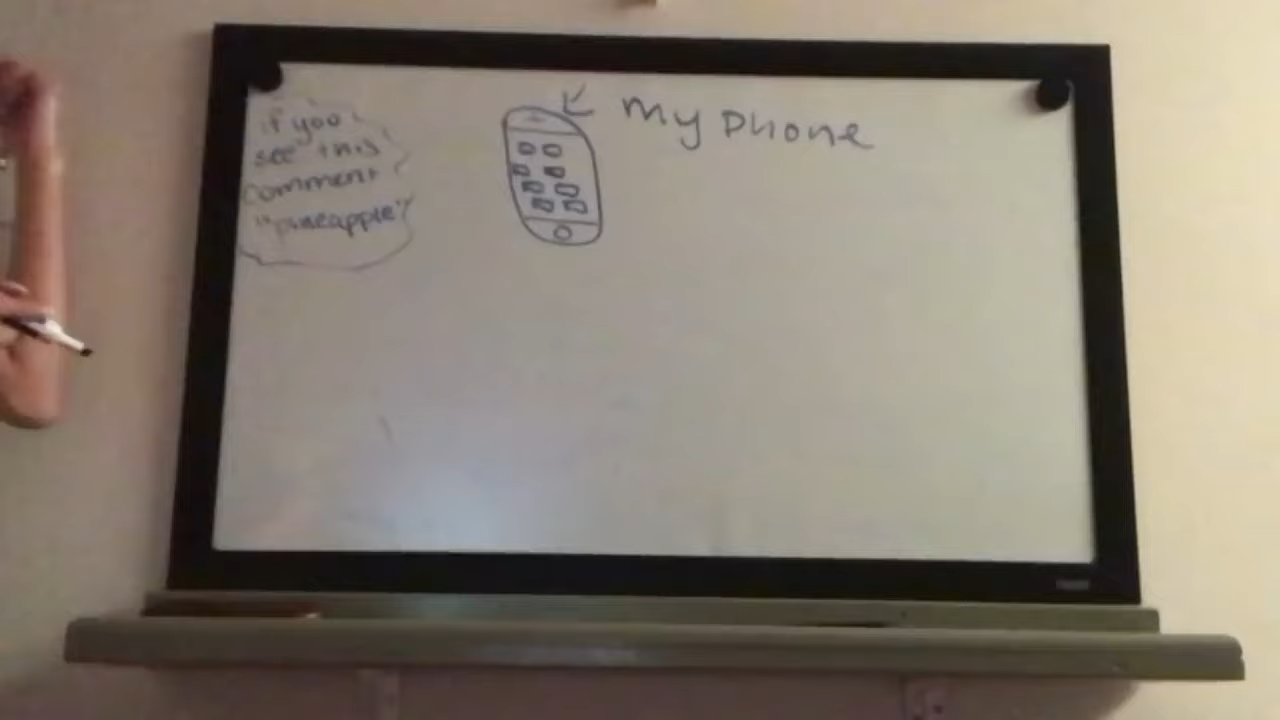 if you
see this
comment
"pineapple"
my phone